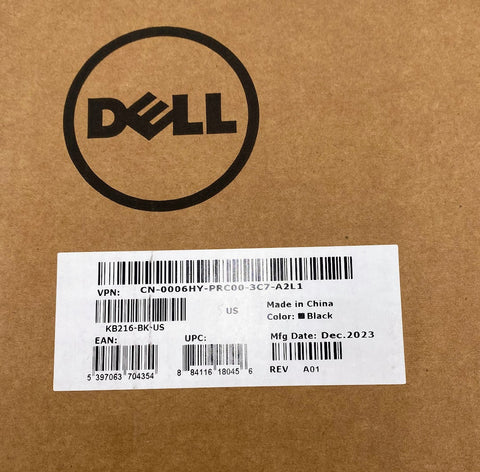 DELL
VPN: CN-0006HY-PRC00-3C7-A2L1
KB216-BK-US
US
Made in China
Color: Black
EAN:
5 397063 704354
UPC:
8 84116 18045 6
Mfg Date: Dec.2023
REV A01